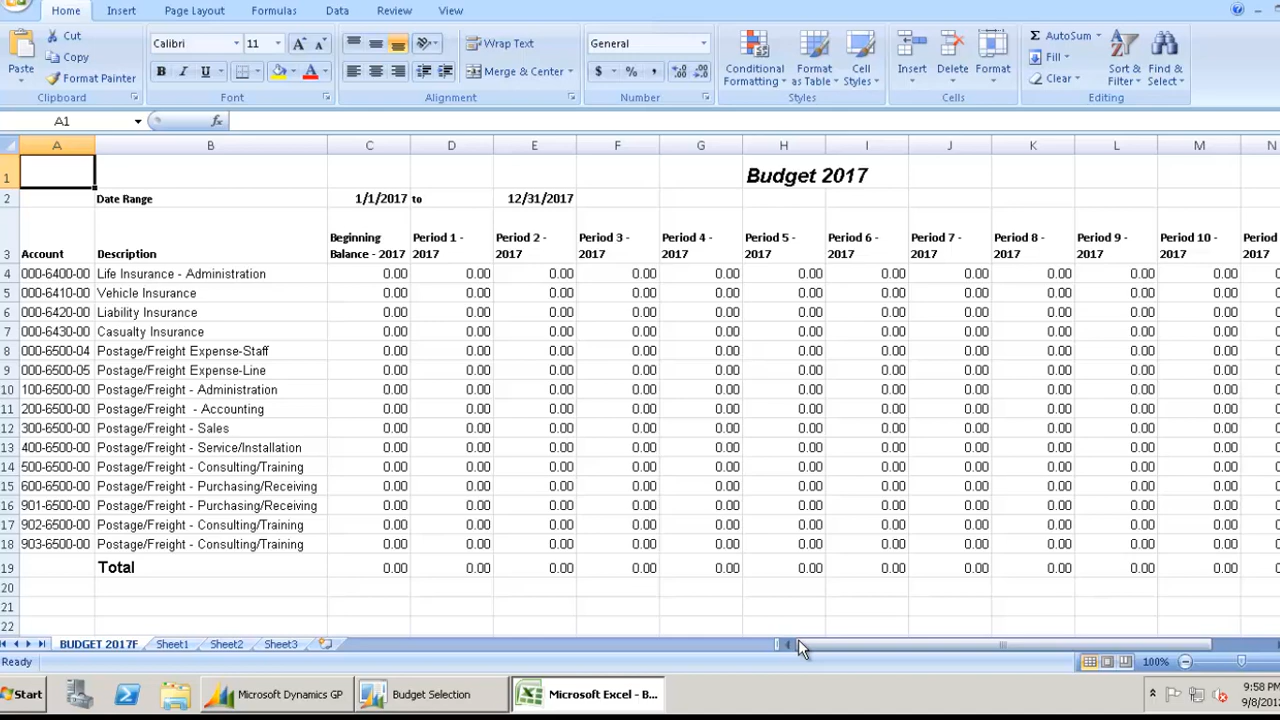 Home Insert Page Layout Formulas Data Review View
Cut
Copy
Format Painter
Paste
Clipboard
Calibri 11
B I U
Font
Wrap Text
Merge & Center
Alignment
General
$ % ,
Number
Conditional Formatting
Format as Table
Cell Styles
Styles
Insert Delete Format
Cells
AutoSum
Fill
Clear
Sort & Filter
Find & Select
Editing
A1 fx
A B C D E F G H I J K L M N
1 Budget 2017
2 Date Range 1/1/2017 to 12/31/2017
3 Account Description Beginning Balance - 2017 Period 1 - 2017 Period 2 - 2017 Period 3 - 2017 Period 4 - 2017 Period 5 - 2017 Period 6 - 2017 Period 7 - 2017 Period 8 - 2017 Period 9 - 2017 Period 10 - 2017 Period 2017
4 000-6400-00 Life Insurance - Administration 0.00 0.00 0.00 0.00 0.00 0.00 0.00 0.00 0.00 0.00 0.00
5 000-6410-00 Vehicle Insurance 0.00 0.00 0.00 0.00 0.00 0.00 0.00 0.00 0.00 0.00 0.00
6 000-6420-00 Liability Insurance 0.00 0.00 0.00 0.00 0.00 0.00 0.00 0.00 0.00 0.00 0.00
7 000-6430-00 Casualty Insurance 0.00 0.00 0.00 0.00 0.00 0.00 0.00 0.00 0.00 0.00 0.00
8 000-6500-04 Postage/Freight Expense-Staff 0.00 0.00 0.00 0.00 0.00 0.00 0.00 0.00 0.00 0.00 0.00
9 000-6500-05 Postage/Freight Expense-Line 0.00 0.00 0.00 0.00 0.00 0.00 0.00 0.00 0.00 0.00 0.00
10 100-6500-00 Postage/Freight - Administration 0.00 0.00 0.00 0.00 0.00 0.00 0.00 0.00 0.00 0.00 0.00
11 200-6500-00 Postage/Freight - Accounting 0.00 0.00 0.00 0.00 0.00 0.00 0.00 0.00 0.00 0.00 0.00
12 300-6500-00 Postage/Freight - Sales 0.00 0.00 0.00 0.00 0.00 0.00 0.00 0.00 0.00 0.00 0.00
13 400-6500-00 Postage/Freight - Service/Installation 0.00 0.00 0.00 0.00 0.00 0.00 0.00 0.00 0.00 0.00 0.00
14 500-6500-00 Postage/Freight - Consulting/Training 0.00 0.00 0.00 0.00 0.00 0.00 0.00 0.00 0.00 0.00 0.00
15 600-6500-00 Postage/Freight - Purchasing/Receiving 0.00 0.00 0.00 0.00 0.00 0.00 0.00 0.00 0.00 0.00 0.00
16 901-6500-00 Postage/Freight - Purchasing/Receiving 0.00 0.00 0.00 0.00 0.00 0.00 0.00 0.00 0.00 0.00 0.00
17 902-6500-00 Postage/Freight - Consulting/Training 0.00 0.00 0.00 0.00 0.00 0.00 0.00 0.00 0.00 0.00 0.00
18 903-6500-00 Postage/Freight - Consulting/Training 0.00 0.00 0.00 0.00 0.00 0.00 0.00 0.00 0.00 0.00 0.00
19 Total 0.00 0.00 0.00 0.00 0.00 0.00 0.00 0.00 0.00 0.00 0.00
20
21
22
BUDGET 2017F Sheet1 Sheet2 Sheet3
Ready 100%
Start Microsoft Dynamics GP Budget Selection Microsoft Excel - B... 9:58 PM